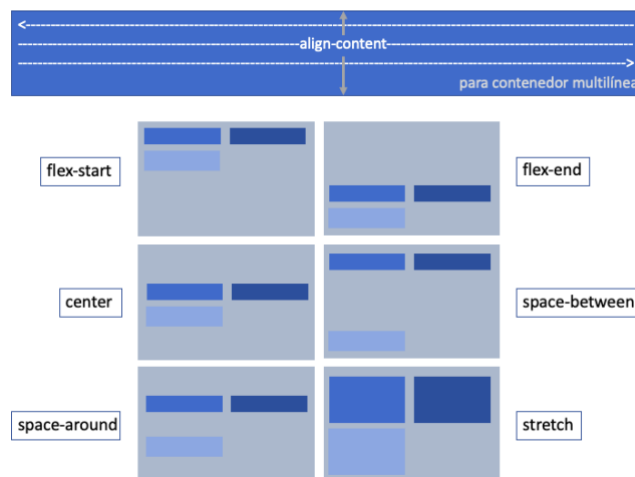 align-content
para contenedor multilínea
flex-start
flex-end
center
space-between
space-around
stretch